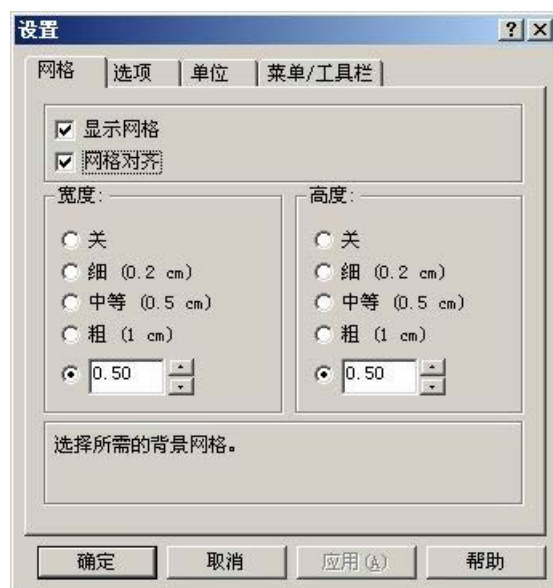 设置
网格 选项 单位 菜单/工具栏
显示网格
网格对齐
宽度: 高度:
关 关
细 (0.2 cm) 细 (0.2 cm)
中等 (0.5 cm) 中等 (0.5 cm)
粗 (1 cm) 粗 (1 cm)
0.50 0.50
选择所需的背景网格。
确定 取消 应用(A) 帮助